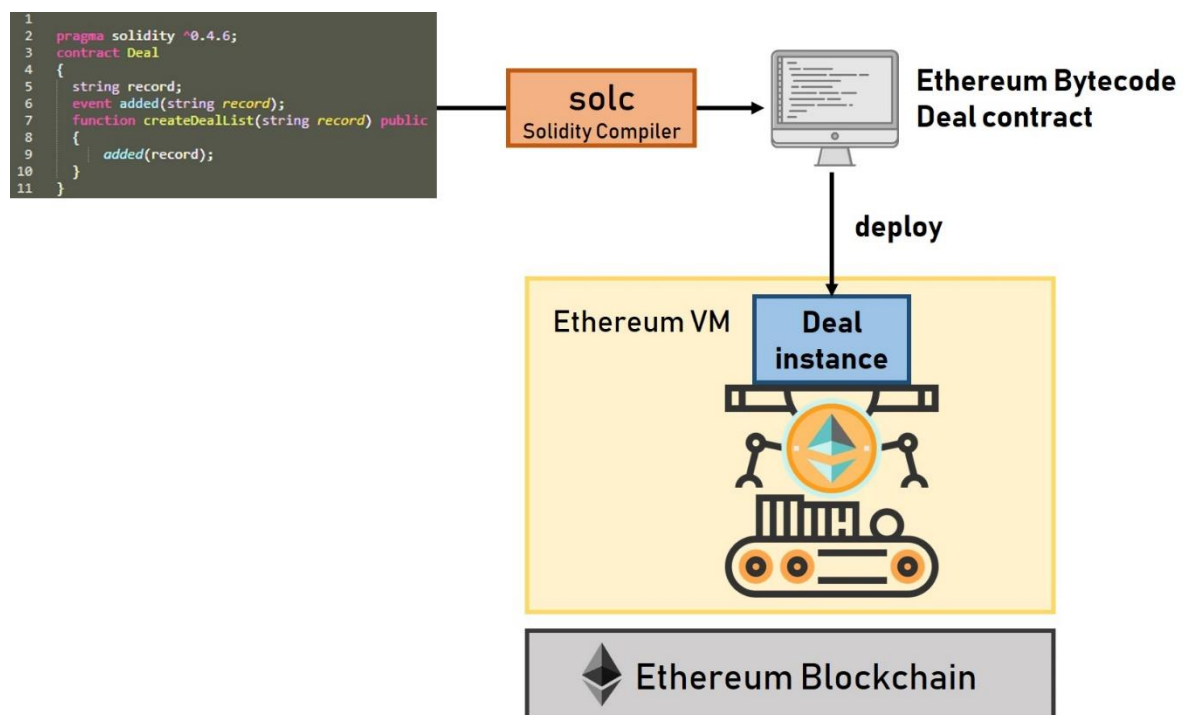 1
2 pragma solidity ^0.4.6;
3 contract Deal
4 {
5 string record;
6 event added(string record);
7 function createDealList(string record) public
8 {
9 added(record);
10 }
11 }
solc
Solidity Compiler
Ethereum Bytecode
Deal contract
deploy
Ethereum VM
Deal
instance
Ethereum Blockchain